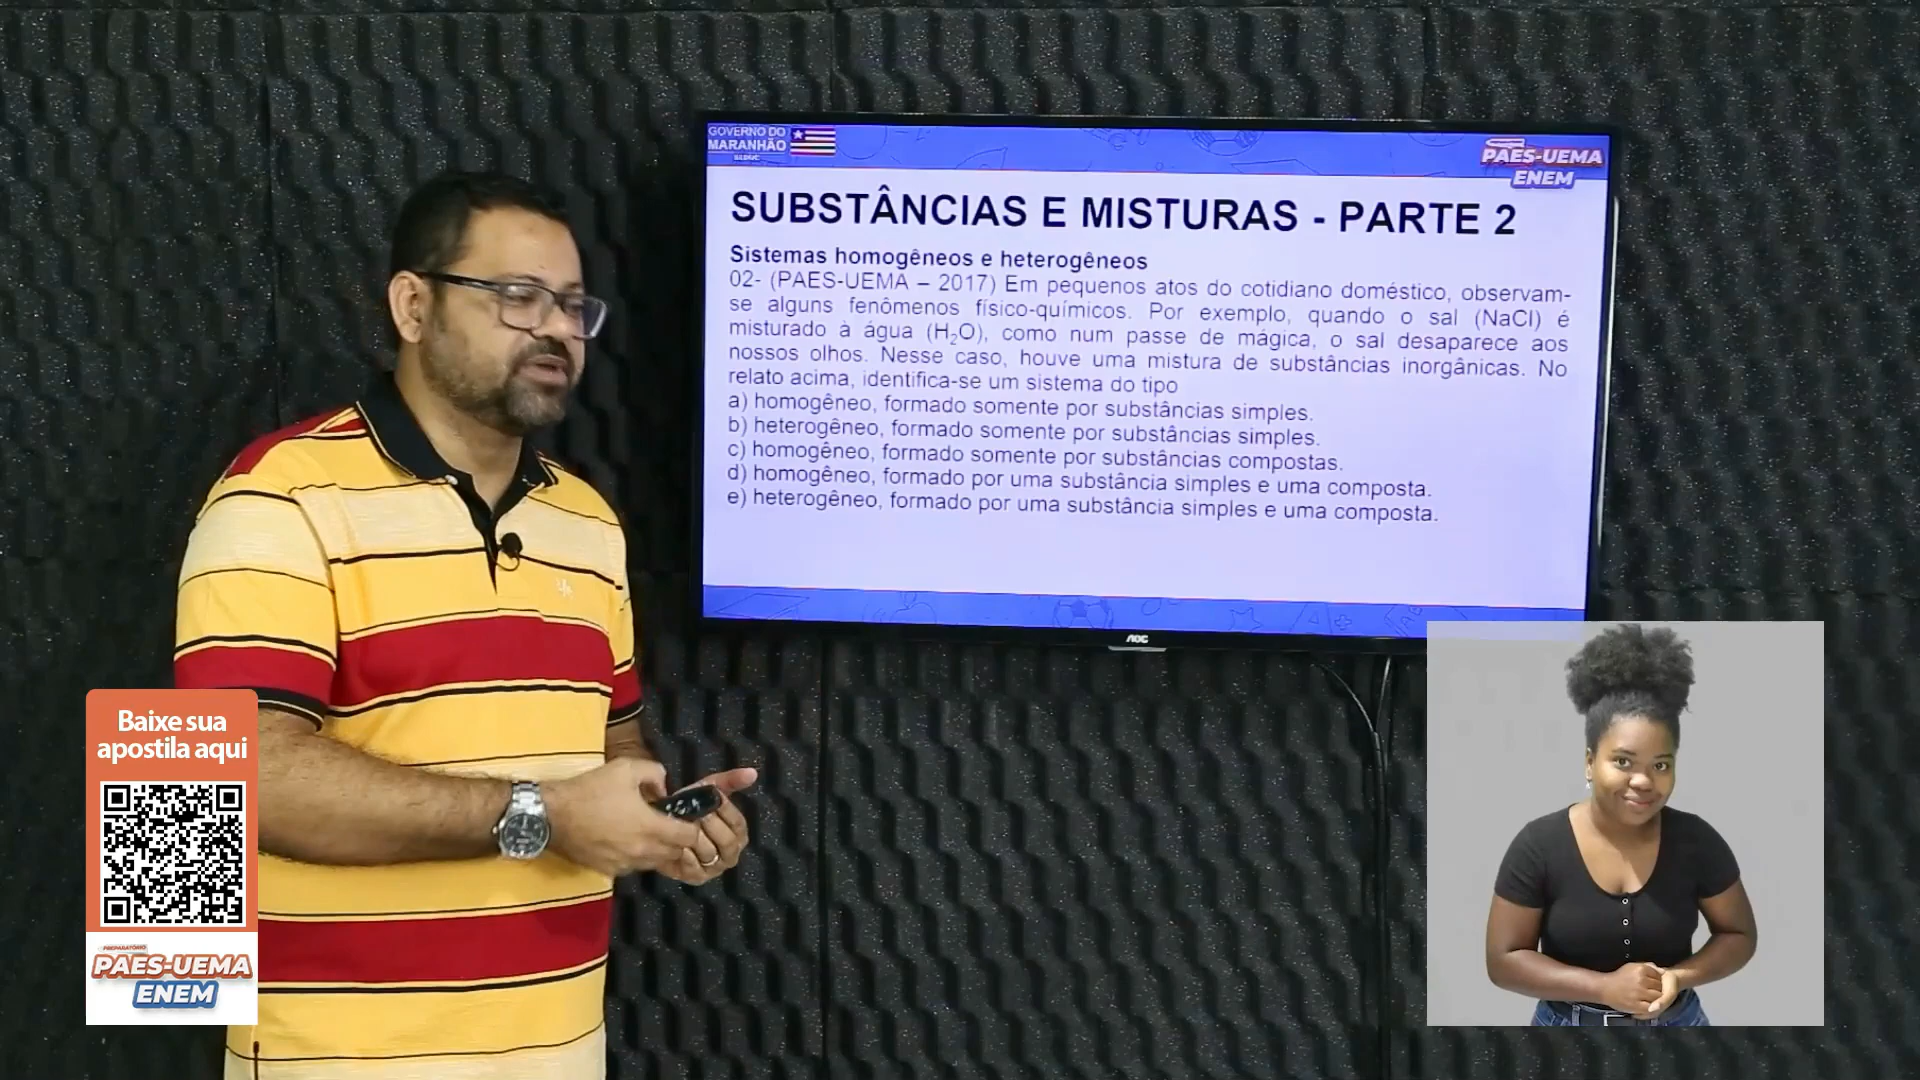 GOVERNO DO
MARANHÃO
SEDUC
PAES-UEMA
ENEM
SUBSTÂNCIAS E MISTURAS - PARTE 2
Sistemas homogêneos e heterogêneos
02- (PAES-UEMA – 2017) Em pequenos atos do cotidiano doméstico, observam-
se alguns fenômenos físico-químicos. Por exemplo, quando o sal (NaCl) é
misturado à água (H₂O), como num passe de mágica, o sal desaparece aos
nossos olhos. Nesse caso, houve uma mistura de substâncias inorgânicas. No
relato acima, identifica-se um sistema do tipo
a) homogêneo, formado somente por substâncias simples.
b) heterogêneo, formado somente por substâncias simples.
c) homogêneo, formado somente por substâncias compostas.
d) homogêneo, formado por uma substância simples e uma composta.
e) heterogêneo, formado por uma substância simples e uma composta.
AOC
Baixe sua
apostila aqui
PREPARATÓRIO
PAES-UEMA
ENEM